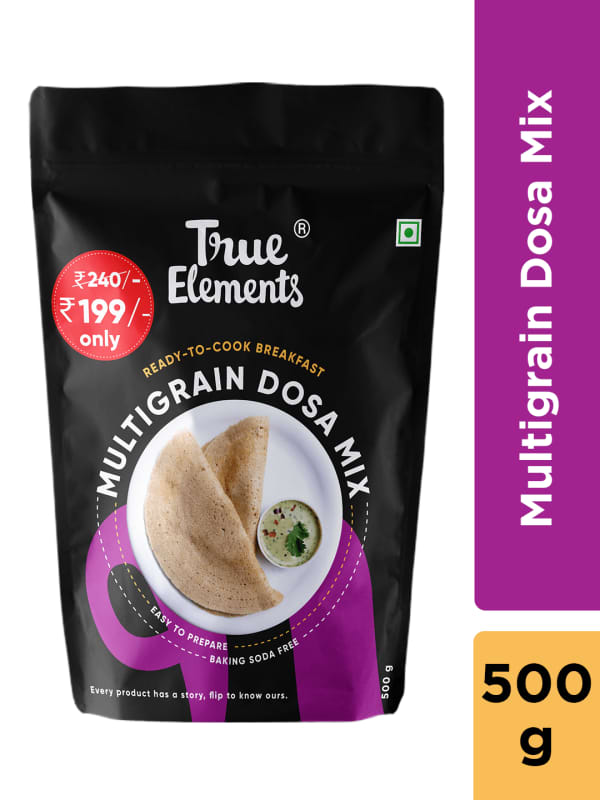 True ®
Elements
₹240/-
₹199/-
only
READY-TO-COOK BREAKFAST
MULTIGRAIN DOSA MIX
EASY TO PREPARE
BAKING SODA FREE
Every product has a story, flip to know ours.
500 g
Multigrain Dosa Mix
500
g